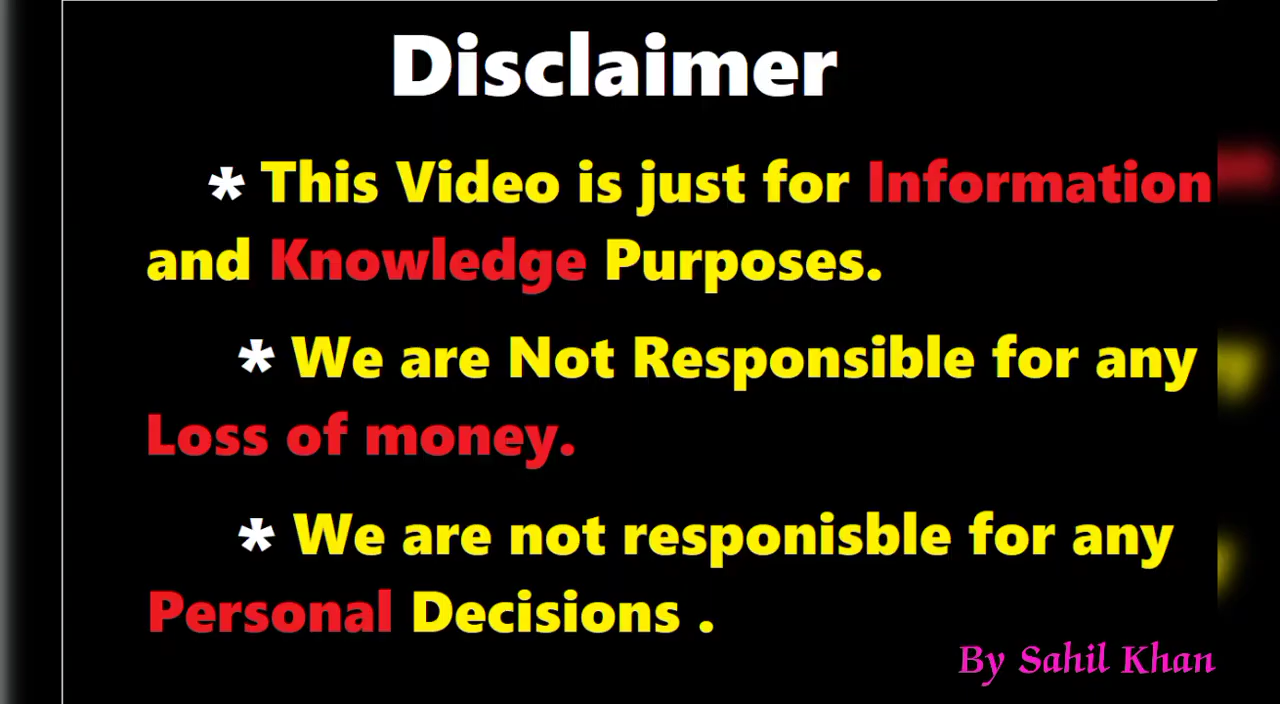 Disclaimer
* This Video is just for Information
and Knowledge Purposes.
* We are Not Responsible for any
Loss of money.
* We are not responisble for any
Personal Decisions .
By Sahil Khan